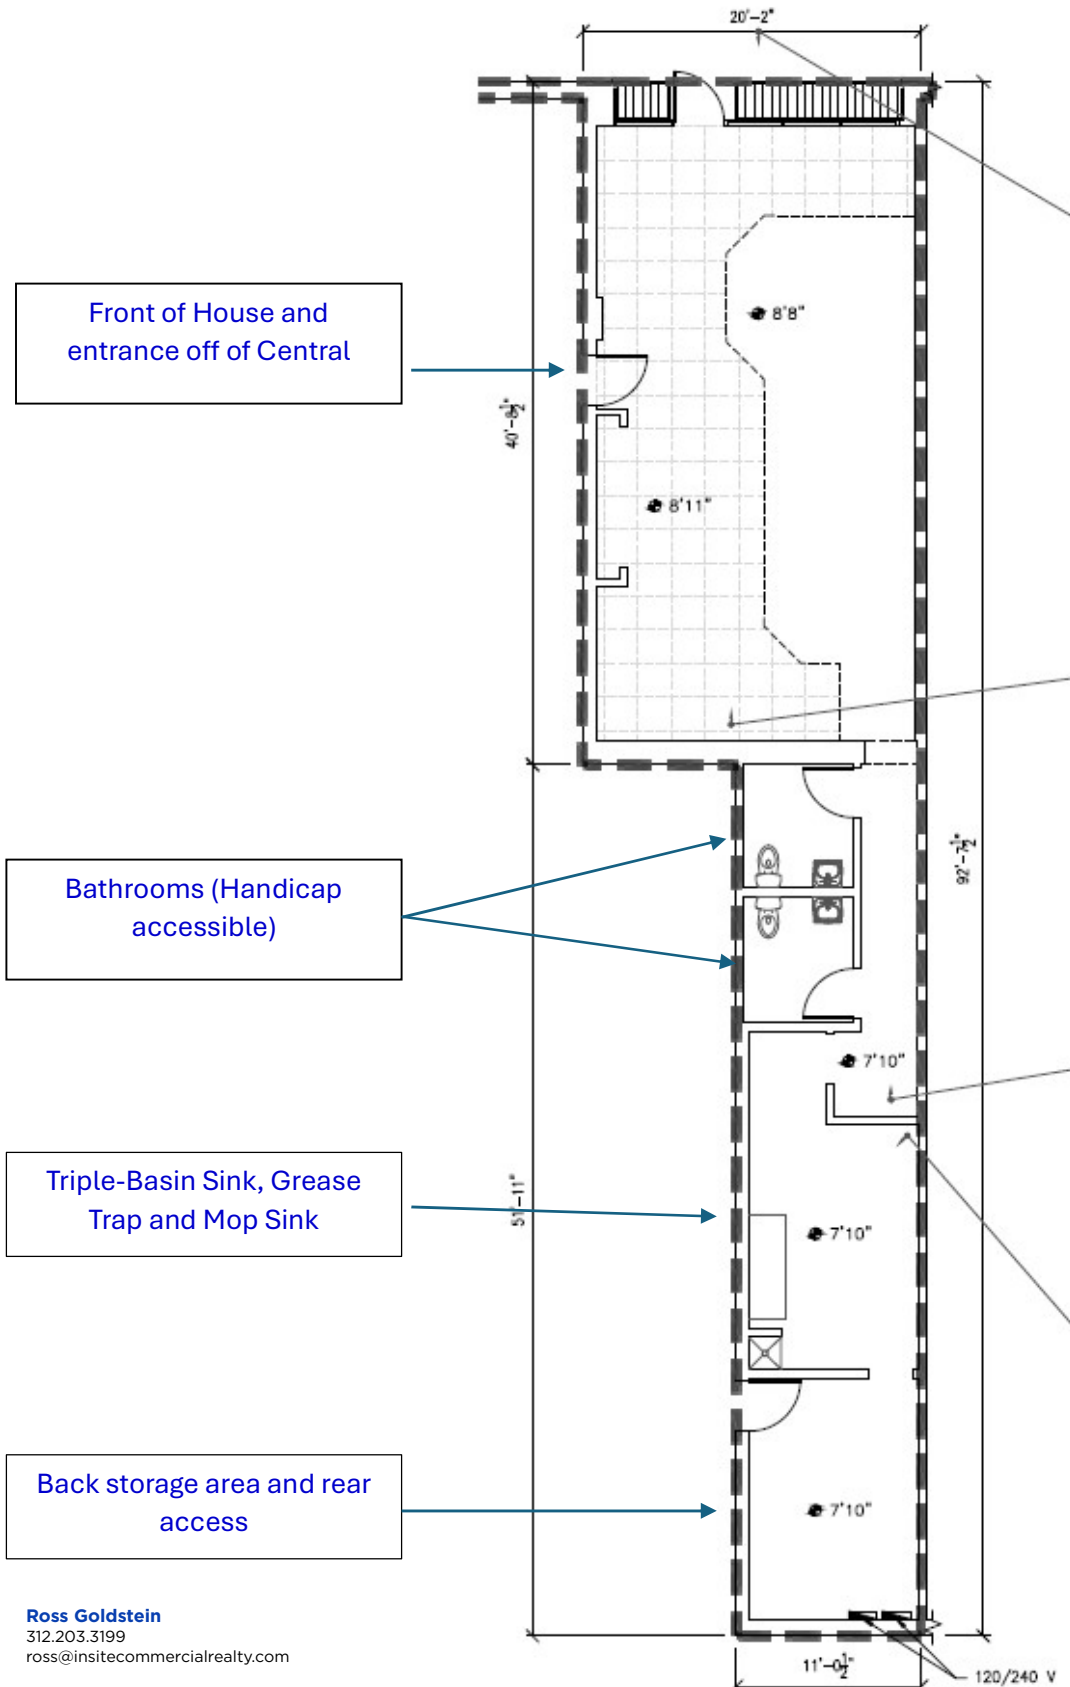 20'-2"
Front of House and
entrance off of Central
8'8"
40'-8½"
8'11"
Bathrooms (Handicap
accessible)
92'-7½"
7'10"
Triple-Basin Sink, Grease
Trap and Mop Sink
51'-11"
7'10"
Back storage area and rear
access
7'10"
Ross Goldstein
312.203.3199
ross@insitecommercialrealty.com
11'-0½"
120/240 V